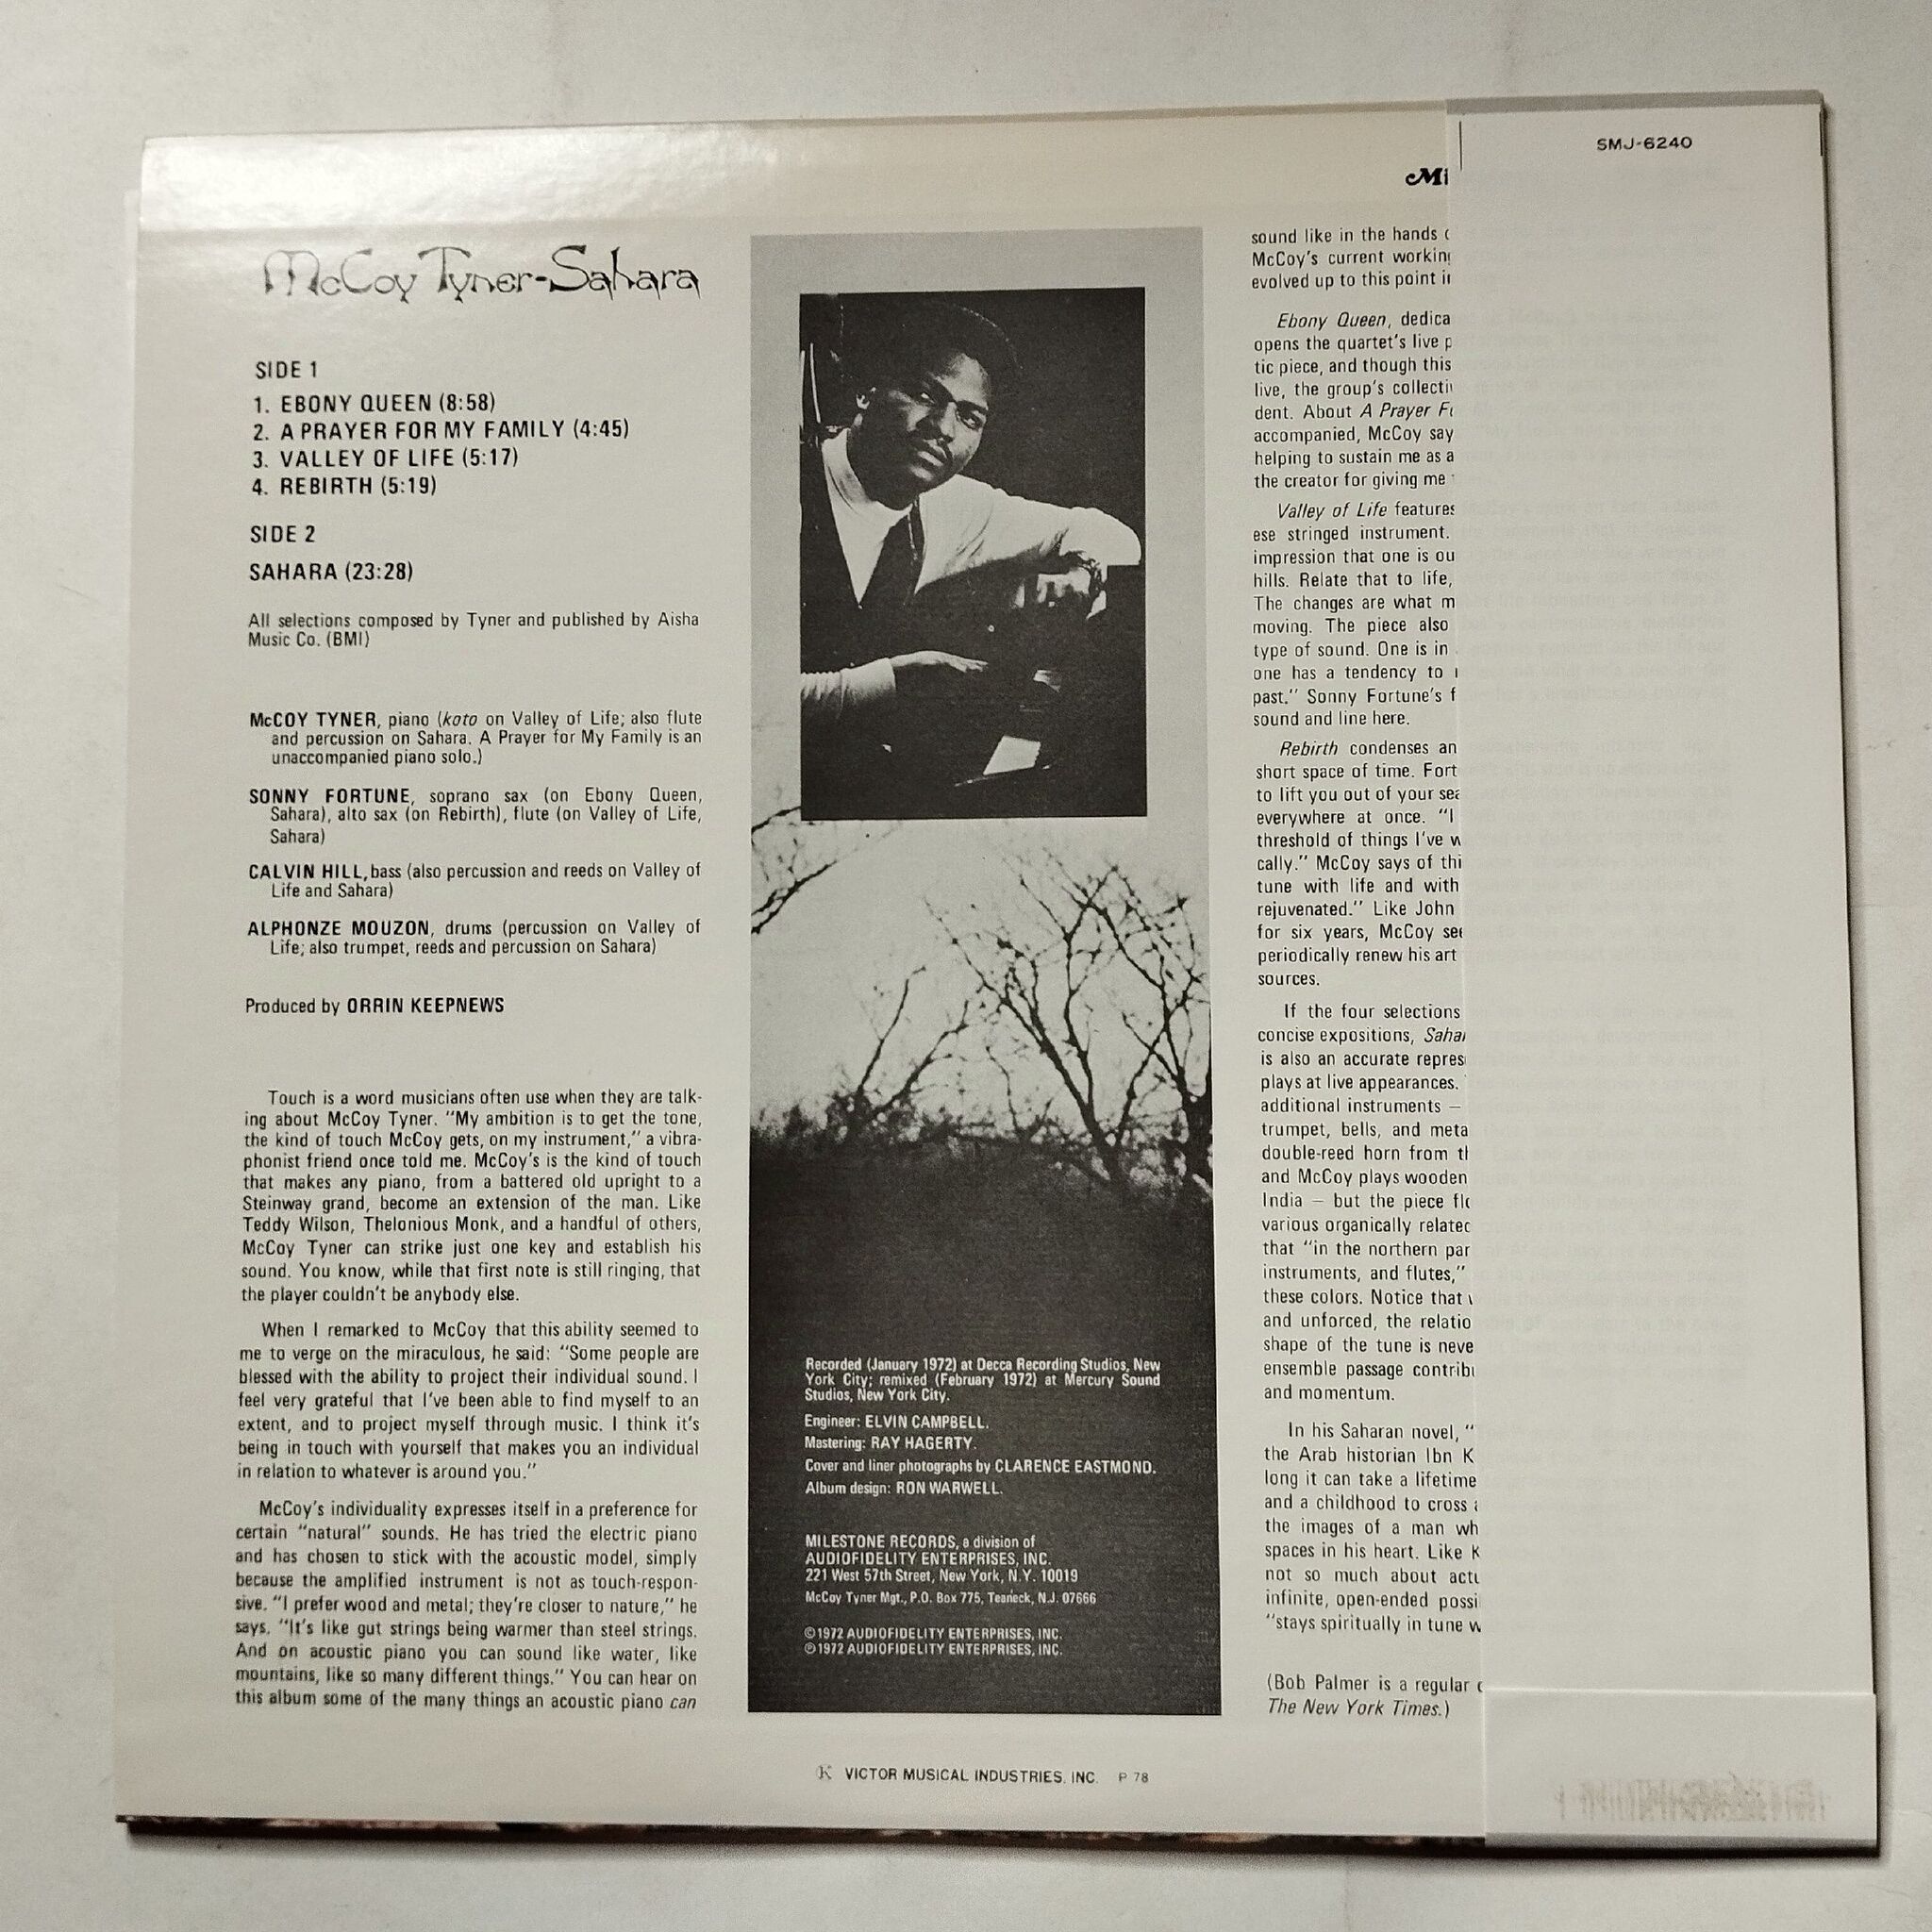 McCoy Tyner-Sahara
SIDE 1
1. EBONY QUEEN (8:58)
2. A PRAYER FOR MY FAMILY (4:45)
3. VALLEY OF LIFE (5:17)
4. REBIRTH (5:19)
SIDE 2
SAHARA (23:28)
All selections composed by Tyner and published by Aisha
Music Co. (BMI)
McCOY TYNER, piano (koto on Valley of Life; also flute
and percussion on Sahara. A Prayer for My Family is an
unaccompanied piano solo.)
SONNY FORTUNE, soprano sax (on Ebony Queen,
Sahara), alto sax (on Rebirth), flute (on Valley of Life,
Sahara)
CALVIN HILL, bass (also percussion and reeds on Valley of
Life and Sahara)
ALPHONZE MOUZON, drums (percussion on Valley of
Life; also trumpet, reeds and percussion on Sahara)
Produced by ORRIN KEEPNEWS
Touch is a word musicians often use when they are talk-
ing about McCoy Tyner. "My ambition is to get the tone,
the kind of touch McCoy gets, on my instrument," a vibra-
phonist friend once told me. McCoy's is the kind of touch
that makes any piano, from a battered old upright to a
Steinway grand, become an extension of the man. Like
Teddy Wilson, Thelonious Monk, and a handful of others,
McCoy Tyner can strike just one key and establish his
sound. You know, while that first note is still ringing, that
the player couldn't be anybody else.
When I remarked to McCoy that this ability seemed to
me to verge on the miraculous, he said: "Some people are
blessed with the ability to project their individual sound. I
feel very grateful that I've been able to find myself to an
extent, and to project myself through music. I think it's
being in touch with yourself that makes you an individual
in relation to whatever is around you."
McCoy's individuality expresses itself in a preference for
certain "natural" sounds. He has tried the electric piano
and has chosen to stick with the acoustic model, simply
because the amplified instrument is not as touch-respon-
sive. "I prefer wood and metal; they're closer to nature," he
says. "It's like gut strings being warmer than steel strings.
And on acoustic piano you can sound like water, like
mountains, like so many different things." You can hear on
this album some of the many things an acoustic piano can
Recorded (January 1972) at Decca Recording Studios, New
York City; remixed (February 1972) at Mercury Sound
Studios, New York City.
Engineer: ELVIN CAMPBELL.
Mastering: RAY HAGERTY.
Cover and liner photographs by CLARENCE EASTMOND.
Album design: RON WARWELL.
MILESTONE RECORDS, a division of
AUDIOFIDELITY ENTERPRISES, INC.
221 West 57th Street, New York, N.Y. 10019
McCoy Tyner Mgt., P.O. Box 775, Teaneck, N.J. 07666
©1972 AUDIOFIDELITY ENTERPRISES, INC.
℗1972 AUDIOFIDELITY ENTERPRISES, INC.
Mi
sound like in the hands
McCoy's current working
evolved up to this point
Ebony Queen, dedica
opens the quartet's live
tic piece, and though this
live, the group's collecti
dent. About A Prayer
accompanied, McCoy say
helping to sustain me as a
the creator for giving me
Valley of Life features
ese stringed instrument.
impression that one is ou
hills. Relate that to life,
The changes are what m
moving. The piece also
type of sound. One is in
one has a tendency to
past." Sonny Fortune's f
sound and line here.
Rebirth condenses an
short space of time. Fort
to lift you out of your sea
everywhere at once. "I
threshold of things I've w
cally." McCoy says of thi
tune with life and with
rejuvenated." Like John
for six years, McCoy see
periodically renew his art
sources.
If the four selections
concise expositions, Sahar
is also an accurate repres
plays at live appearances.
additional instruments —
trumpet, bells, and meta
double-reed horn from th
and McCoy plays wooden
India — but the piece flo
various organically related
that "in the northern par
instruments, and flutes,"
these colors. Notice that
and unforced, the relatio
shape of the tune is neve
ensemble passage contribu
and momentum.
In his Saharan novel, "
the Arab historian Ibn K
long it can take a lifetime
and a childhood to cross
the images of a man wh
spaces in his heart. Like K
not so much about actu
infinite, open-ended possi
"stays spiritually in tune w
(Bob Palmer is a regular
The New York Times.)
SMJ-6240
K VICTOR MUSICAL INDUSTRIES, INC. P 78